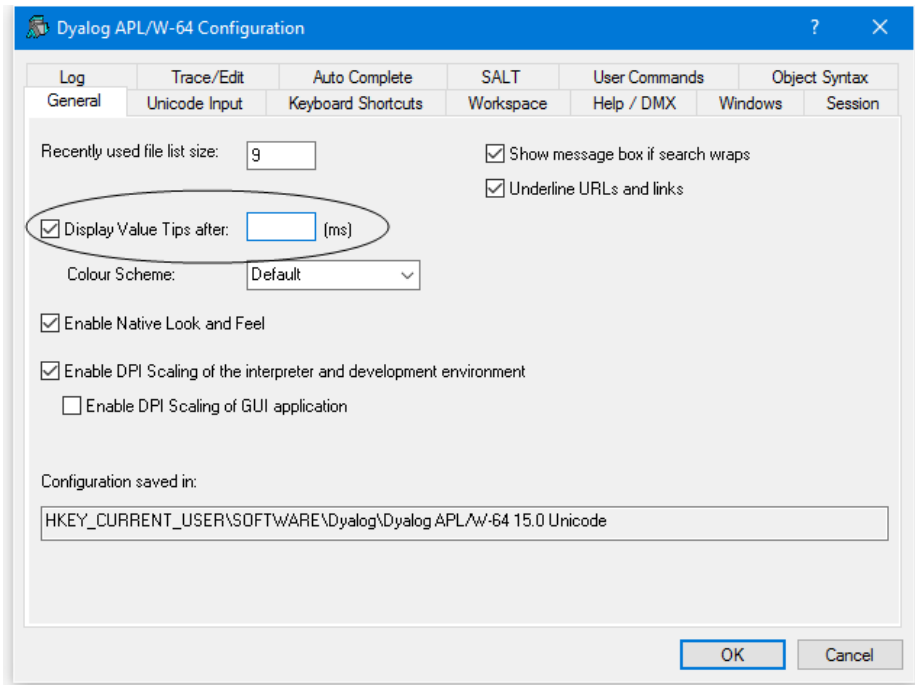 Dyalog APL/W-64 Configuration ?
Log Trace/Edit Auto Complete SALT User Commands Object Syntax
General Unicode Input Keyboard Shortcuts Workspace Help / DMX Windows Session
Recently used file list size: 9
Show message box if search wraps
Underline URLs and links
Display Value Tips after: (ms)
Colour Scheme: Default
Enable Native Look and Feel
Enable DPI Scaling of the interpreter and development environment
Enable DPI Scaling of GUI application
Configuration saved in:
HKEY_CURRENT_USER\SOFTWARE\Dyalog\Dyalog APL/W-64 15.0 Unicode
OK Cancel